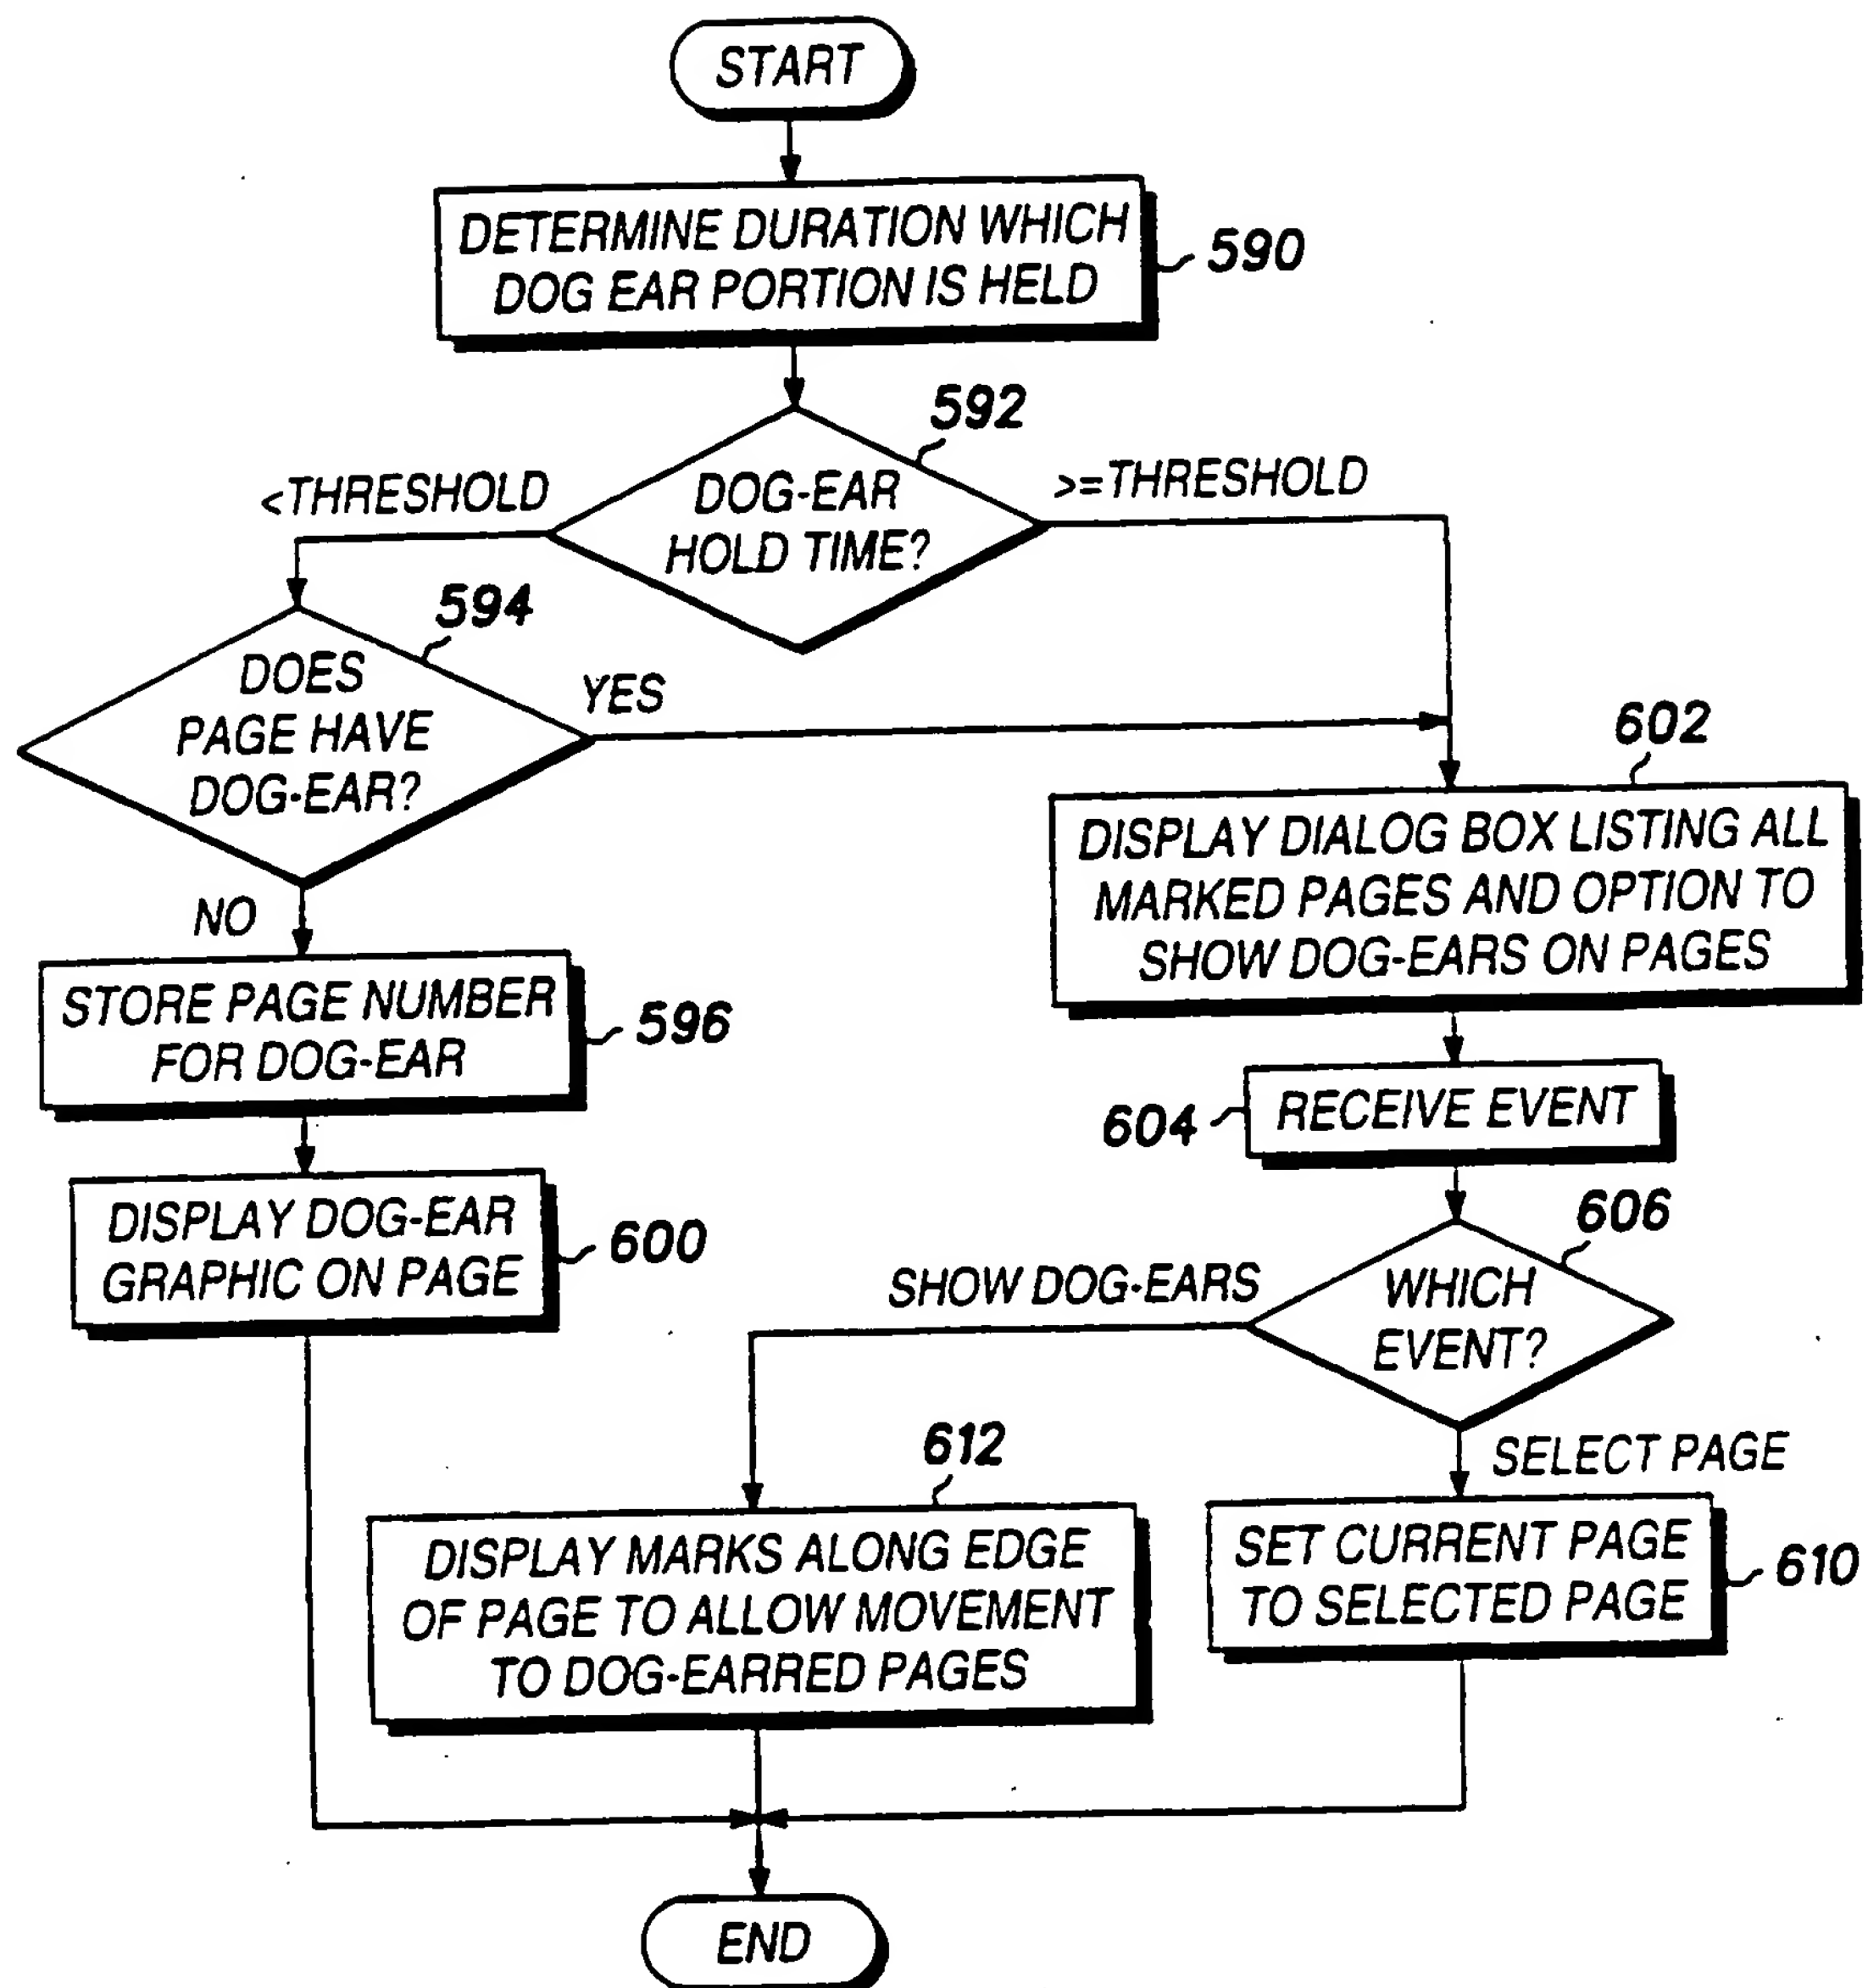 START
DETERMINE DURATION WHICH
DOG EAR PORTION IS HELD
590
592
<THRESHOLD
DOG-EAR
HOLD TIME?
>=THRESHOLD
594
DOES
PAGE HAVE
DOG-EAR?
YES
602
DISPLAY DIALOG BOX LISTING ALL
MARKED PAGES AND OPTION TO
SHOW DOG-EARS ON PAGES
NO
STORE PAGE NUMBER
FOR DOG-EAR
596
604
RECEIVE EVENT
DISPLAY DOG-EAR
GRAPHIC ON PAGE
600
606
SHOW DOG-EARS
WHICH
EVENT?
612
SELECT PAGE
DISPLAY MARKS ALONG EDGE
OF PAGE TO ALLOW MOVEMENT
TO DOG-EARRED PAGES
SET CURRENT PAGE
TO SELECTED PAGE
610
END